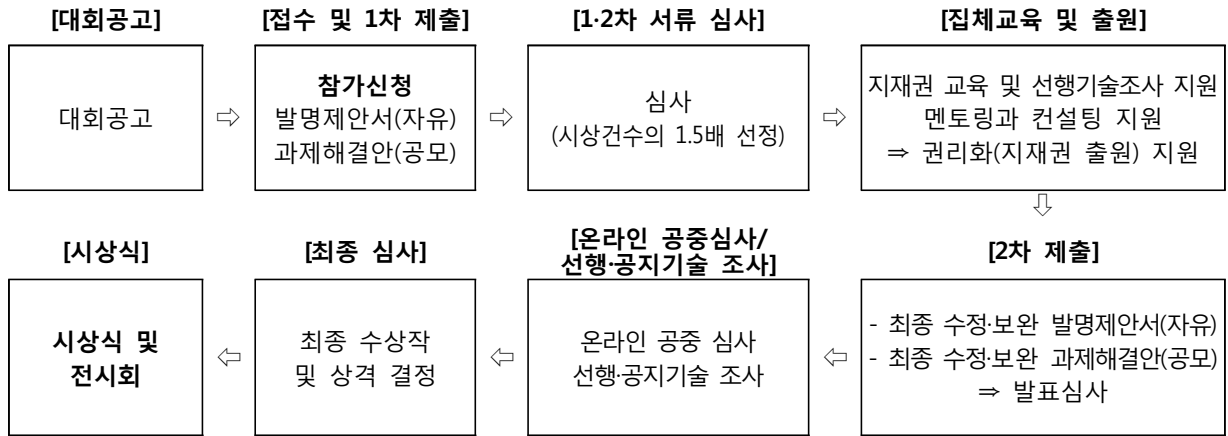 [대회공고]
대회공고
⇨
[접수 및 1차 제출]
참가신청
발명제안서(자유)
과제해결안(공모)
⇨
[1·2차 서류 심사]
심사
(시상건수의 1.5배 선정)
⇨
[집체교육 및 출원]
지재권 교육 및 선행기술조사 지원
멘토링과 컨설팅 지원
⇒ 권리화(지재권 출원) 지원
⇩
[2차 제출]
- 최종 수정·보완 발명제안서(자유)
- 최종 수정·보완 과제해결안(공모)
⇒ 발표심사
⇦
[온라인 공중심사/
선행·공지기술 조사]
온라인 공중 심사
선행·공지기술 조사
⇦
[최종 심사]
최종 수상작
및 상격 결정
⇦
[시상식]
시상식 및
전시회